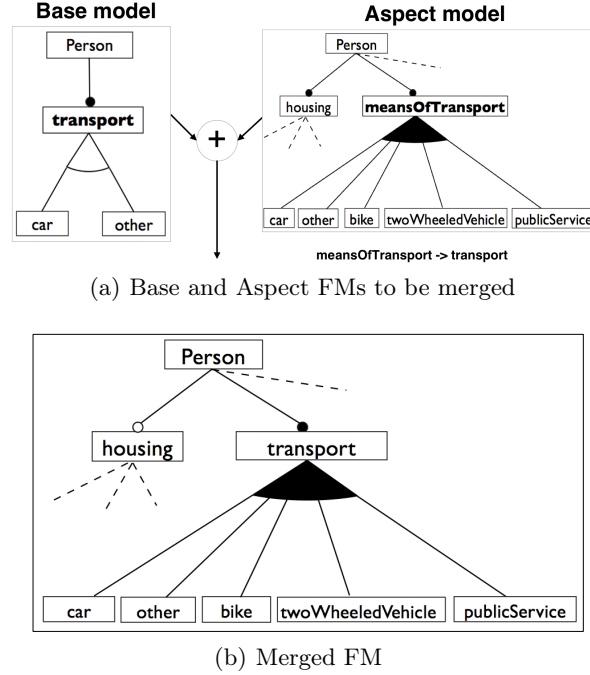 Base model
Aspect model
Person
transport
car
other
+
Person
housing
meansOfTransport
car
other
bike
twoWheeledVehicle
publicService
meansOfTransport -> transport
(a) Base and Aspect FMs to be merged
Person
housing
transport
car
other
bike
twoWheeledVehicle
publicService
(b) Merged FM